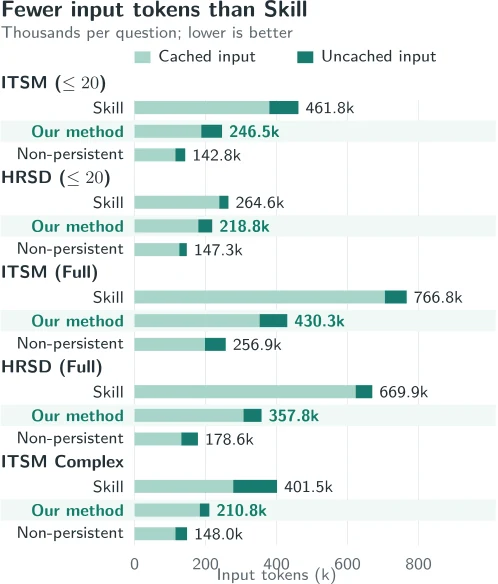 Fewer input tokens than Skill
Thousands per question; lower is better
Cached input Uncached input
ITSM (≤ 20)
Skill 461.8k
Our method 246.5k
Non-persistent 142.8k
HRSD (≤ 20)
Skill 264.6k
Our method 218.8k
Non-persistent 147.3k
ITSM (Full)
Skill 766.8k
Our method 430.3k
Non-persistent 256.9k
HRSD (Full)
Skill 669.9k
Our method 357.8k
Non-persistent 178.6k
ITSM Complex
Skill 401.5k
Our method 210.8k
Non-persistent 148.0k
0 200 400 600 800
Input tokens (k)